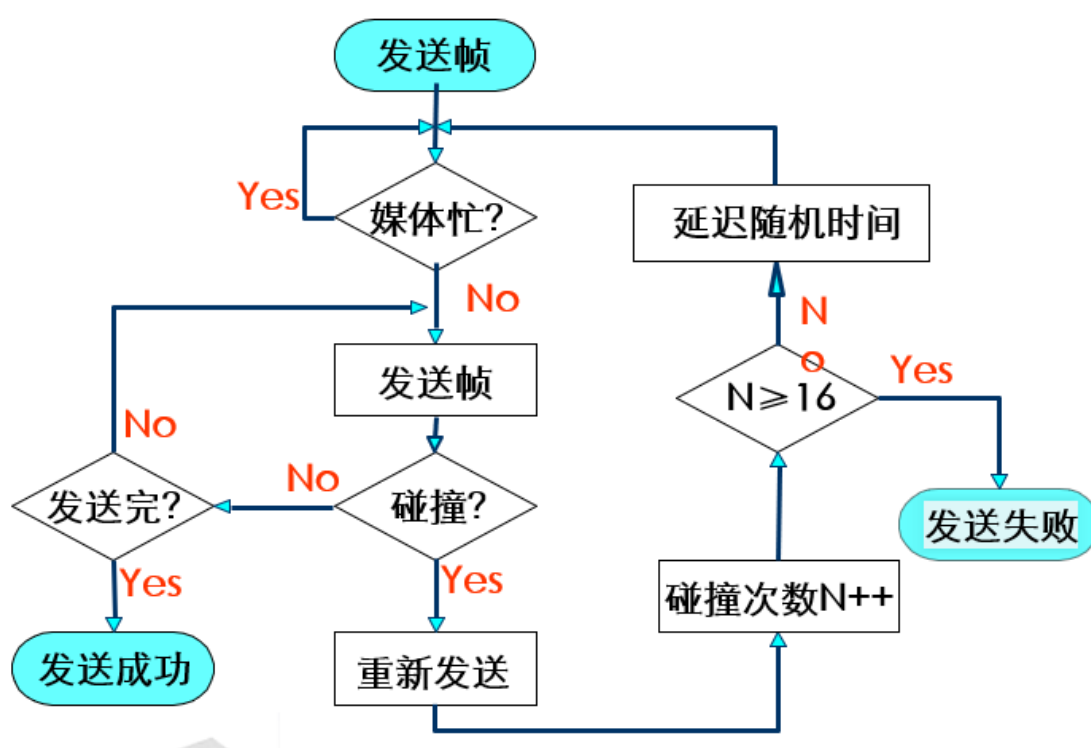 发送帧
Yes
媒体忙?
延迟随机时间
No
No
发送帧
N≥16
Yes
No
发送完?
No
碰撞?
发送失败
Yes
Yes
碰撞次数N++
发送成功
重新发送